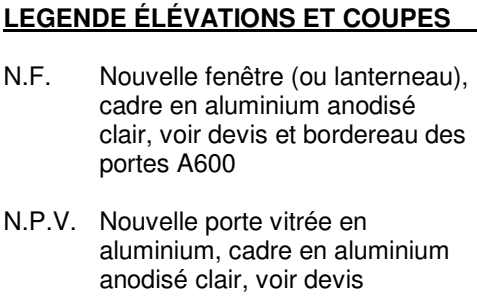 LEGENDE ÉLÉVATIONS ET COUPES
N.F. Nouvelle fenêtre (ou lanterneau),
cadre en aluminium anodisé
clair, voir devis et bordereau des
portes A600
N.P.V. Nouvelle porte vitrée en
aluminium, cadre en aluminium
anodisé clair, voir devis